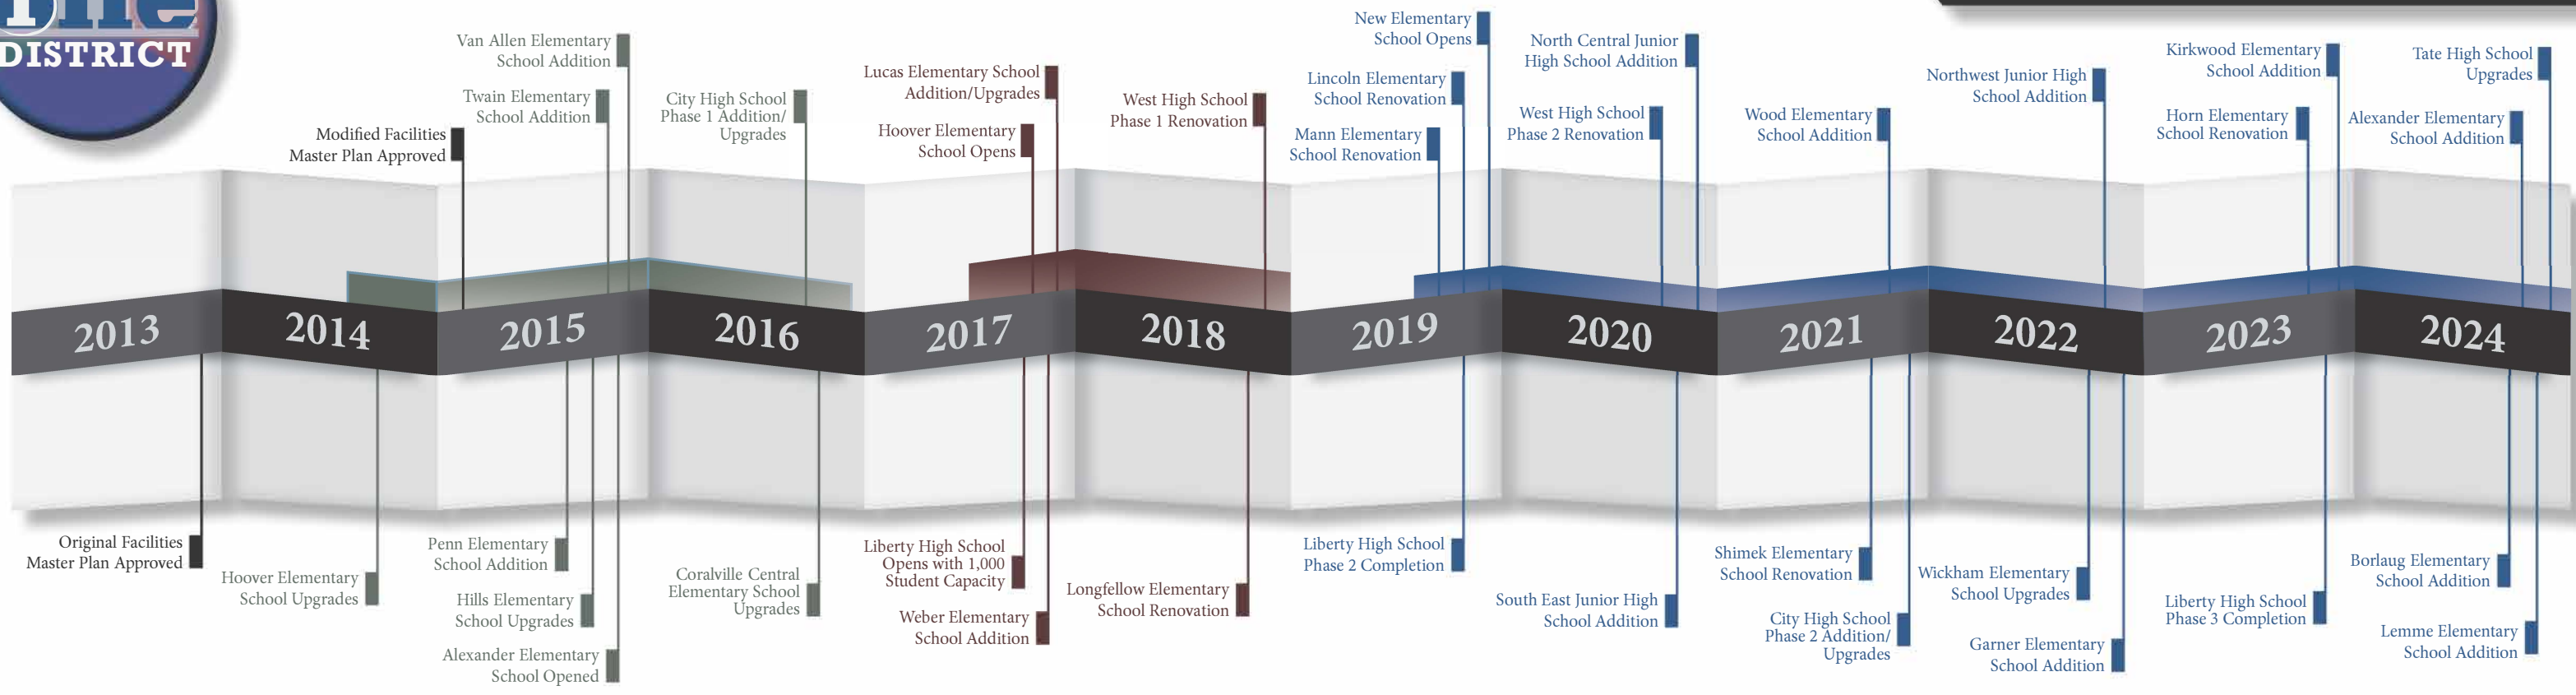 DISTRICT
Van Allen Elementary
School Addition
Twain Elementary
School Addition
Modified Facilities
Master Plan Approved
City High School
Phase 1 Addition/
Upgrades
Lucas Elementary School
Addition/Upgrades
Hoover Elementary
School Opens
West High School
Phase 1 Renovation
New Elementary
School Opens
Lincoln Elementary
School Renovation
Mann Elementary
School Renovation
North Central Junior
High School Addition
West High School
Phase 2 Renovation
Wood Elementary
School Addition
Northwest Junior High
School Addition
Kirkwood Elementary
School Addition
Horn Elementary
School Renovation
Tate High School
Upgrades
Alexander Elementary
School Addition
2013
2014
2015
2016
2017
2018
2019
2020
2021
2022
2023
2024
Original Facilities
Master Plan Approved
Hoover Elementary
School Upgrades
Penn Elementary
School Addition
Hills Elementary
School Upgrades
Alexander Elementary
School Opened
Coralville Central
Elementary School
Upgrades
Liberty High School
Opens with 1,000
Student Capacity
Weber Elementary
School Addition
Longfellow Elementary
School Renovation
Liberty High School
Phase 2 Completion
South East Junior High
School Addition
Shimek Elementary
School Renovation
City High School
Phase 2 Addition/
Upgrades
Wickham Elementary
School Upgrades
Garner Elementary
School Addition
Liberty High School
Phase 3 Completion
Borlaug Elementary
School Addition
Lemme Elementary
School Addition